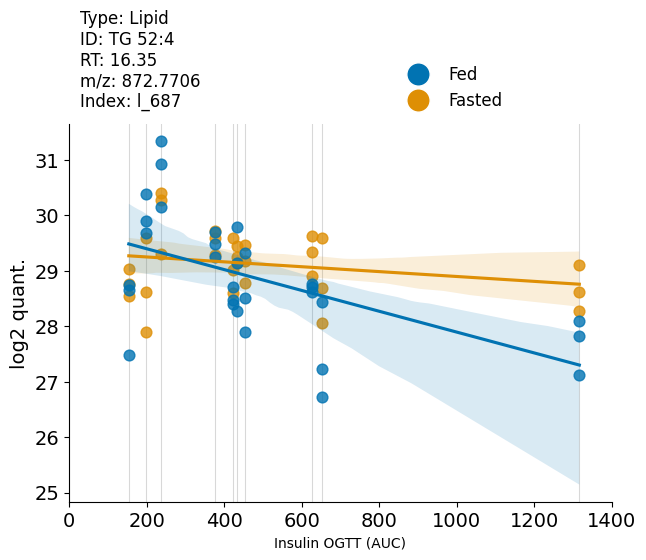 Type: Lipid
ID: TG 52:4
RT: 16.35
m/z: 872.7706
Index: l_687
Fed
Fasted
31
30
29
28
27
26
25
log2 quant.
0 200 400 600 800 1000 1200 1400
Insulin OGTT (AUC)